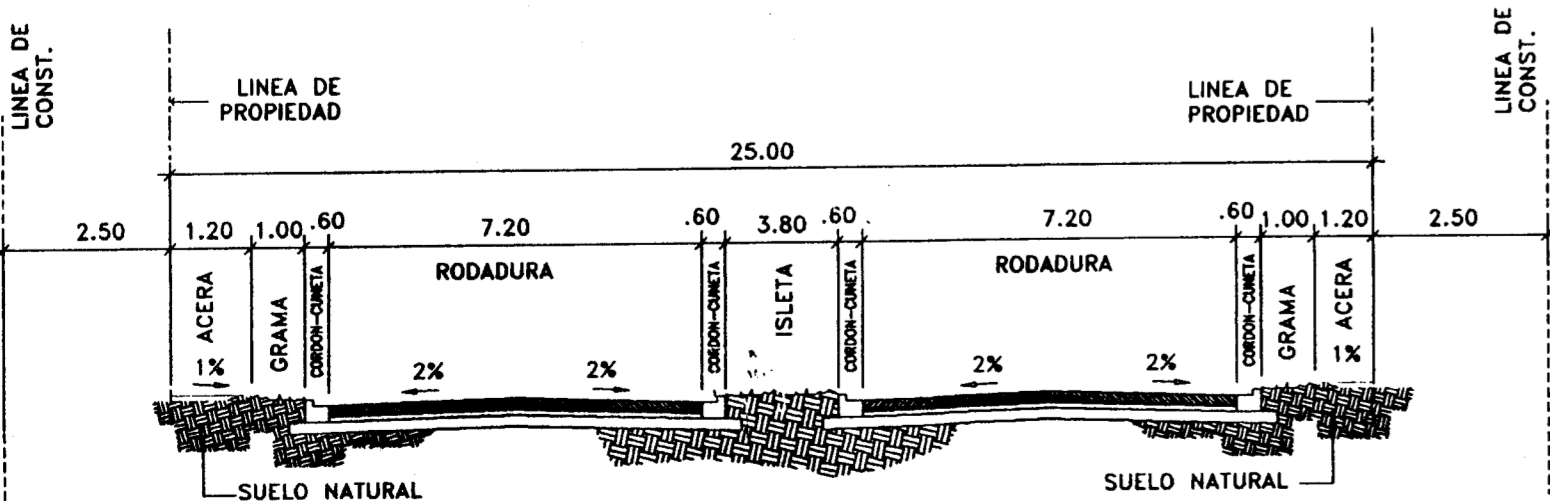 LINEA DE
CONST.
LINEA DE
PROPIEDAD
LINEA DE
PROPIEDAD
LINEA DE
CONST.
25.00
2.50 1.20 1.00 .60 7.20 .60 3.80 .60 7.20 .60 1.00 1.20 2.50
ACERA
GRAMA
CORDON-CUNETA
RODADURA
CORDON-CUNETA
ISLETA
CORDON-CUNETA
RODADURA
CORDON-CUNETA
GRAMA
ACERA
1% 2% 2% 2% 2% 1%
SUELO NATURAL
SUELO NATURAL